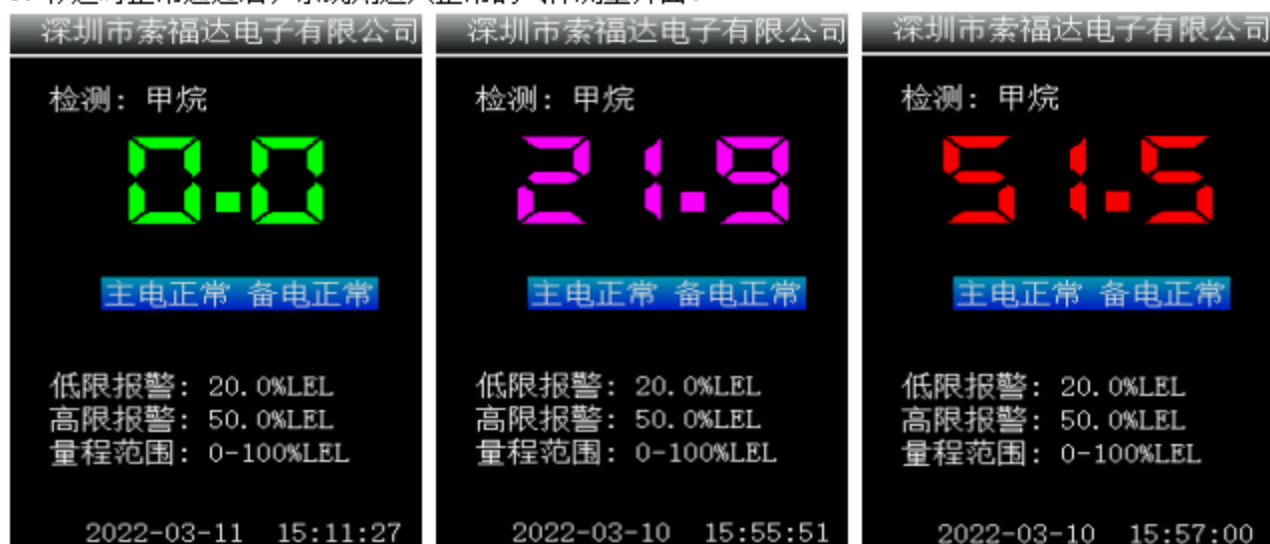 深圳市索福达电子有限公司
检测: 甲烷
0.0
主电正常 备电正常
低限报警: 20.0%LEL
高限报警: 50.0%LEL
量程范围: 0-100%LEL
2022-03-11 15:11:27
深圳市索福达电子有限公司
检测: 甲烷
21.9
主电正常 备电正常
低限报警: 20.0%LEL
高限报警: 50.0%LEL
量程范围: 0-100%LEL
2022-03-10 15:55:51
深圳市索福达电子有限公司
检测: 甲烷
51.5
主电正常 备电正常
低限报警: 20.0%LEL
高限报警: 50.0%LEL
量程范围: 0-100%LEL
2022-03-10 15:57:00